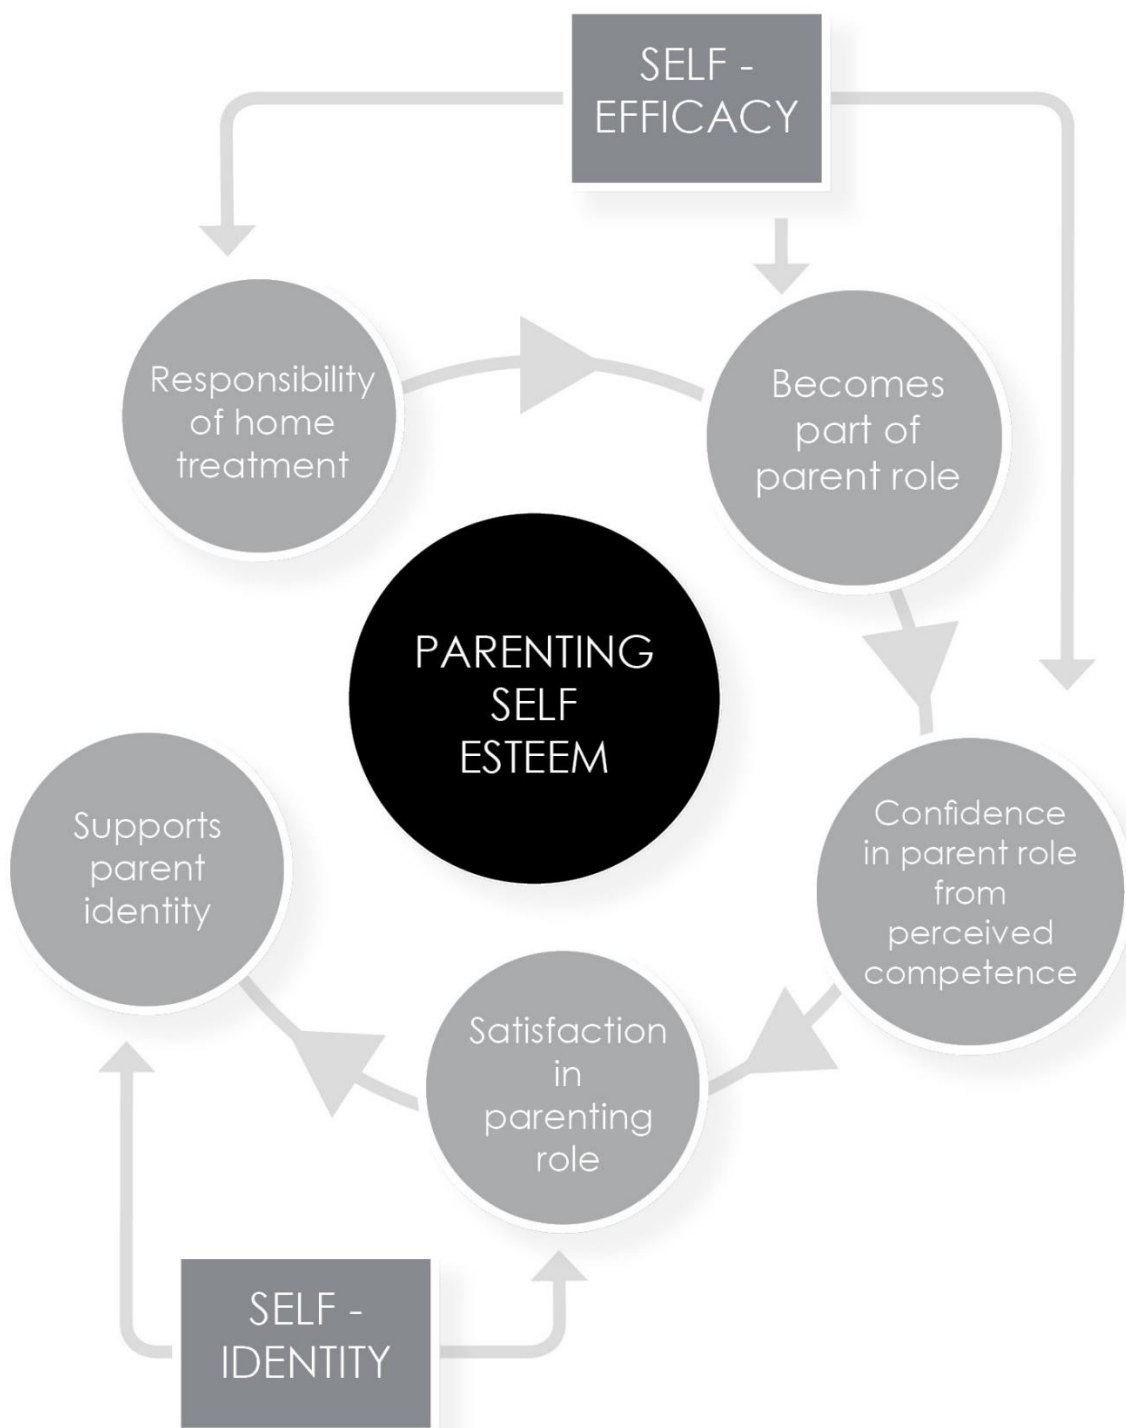 SELF -
EFFICACY
Responsibility
of home
treatment
Becomes
part of
parent role
PARENTING
SELF
ESTEEM
Confidence
in parent role
from
perceived
competence
Supports
parent
identity
Satisfaction
in
parenting
role
SELF -
IDENTITY